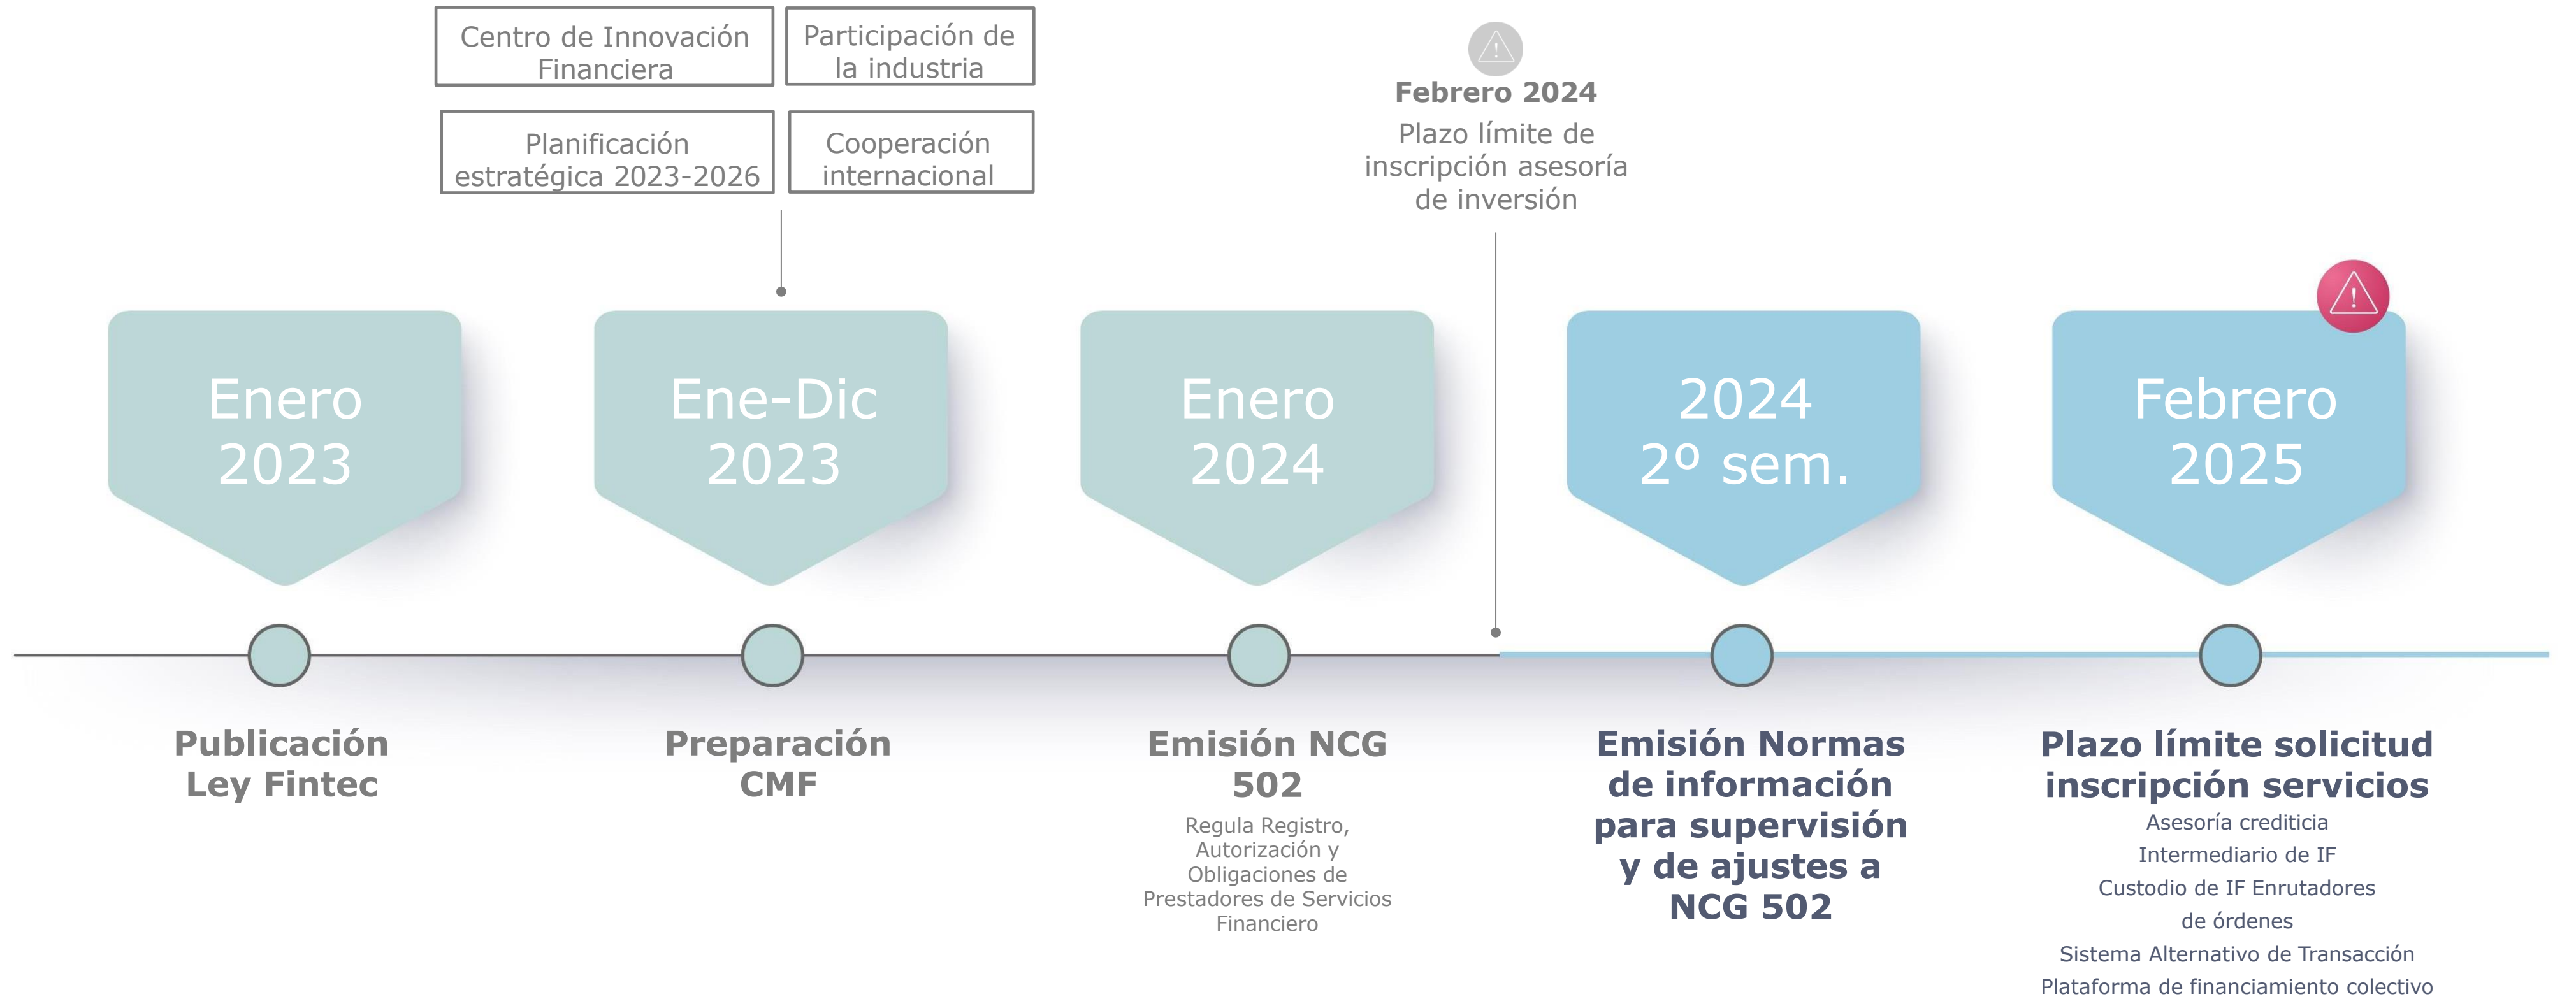 Centro de Innovación
Financiera
Participación de
la industria
Planificación
estratégica 2023-2026
Cooperación
internacional
Febrero 2024
Plazo límite de
inscripción asesoría
de inversión
Enero
2023
Ene-Dic
2023
Enero
2024
2024
2º sem.
Febrero
2025
Publicación
Ley Fintec
Preparación
CMF
Emisión NCG
502
Regula Registro,
Autorización y
Obligaciones de
Prestadores de Servicios
Financiero
Emisión Normas
de información
para supervisión
y de ajustes a
NCG 502
Plazo límite solicitud
inscripción servicios
Asesoría crediticia
Intermediario de IF
Custodio de IF Enrutadores
de órdenes
Sistema Alternativo de Transacción
Plataforma de financiamiento colectivo